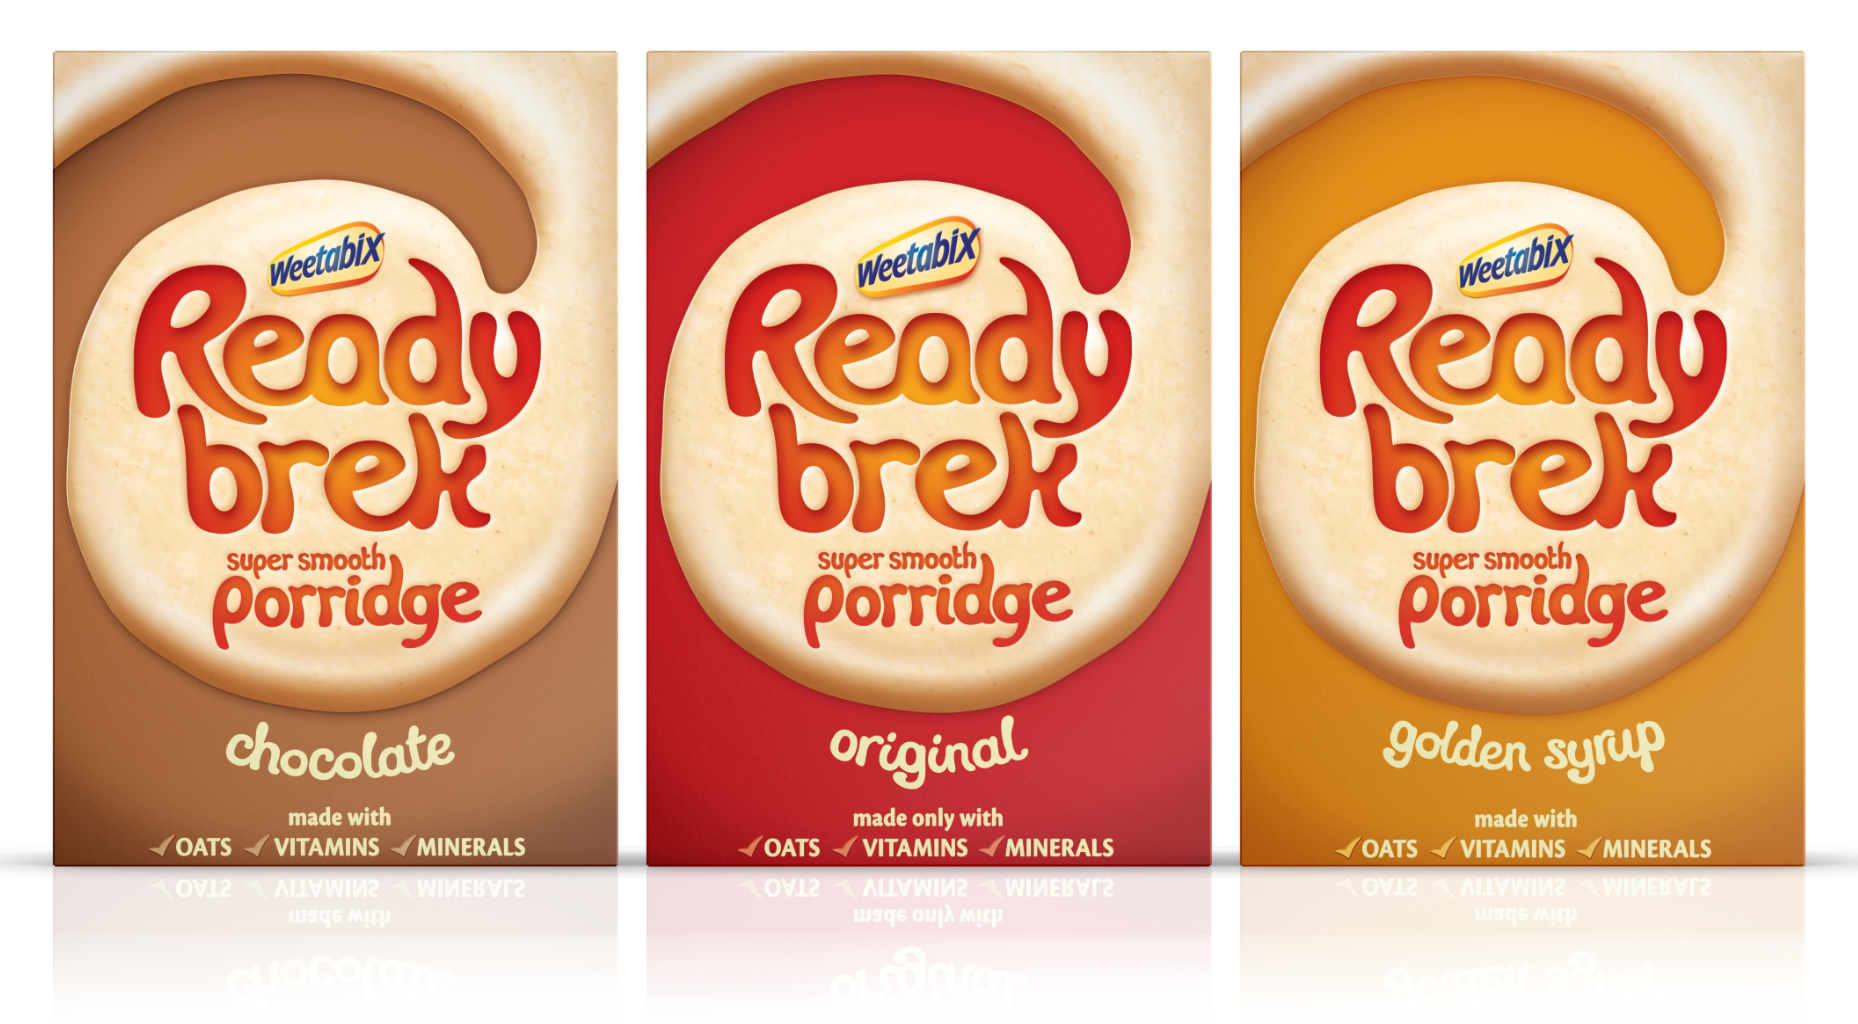 Weetabix
Ready
brek
super smooth
porridge
chocolate
made with
OATS VITAMINS MINERALS
Weetabix
Ready
brek
super smooth
porridge
original
made only with
OATS VITAMINS MINERALS
Weetabix
Ready
brek
super smooth
porridge
golden syrup
made with
OATS VITAMINS MINERALS